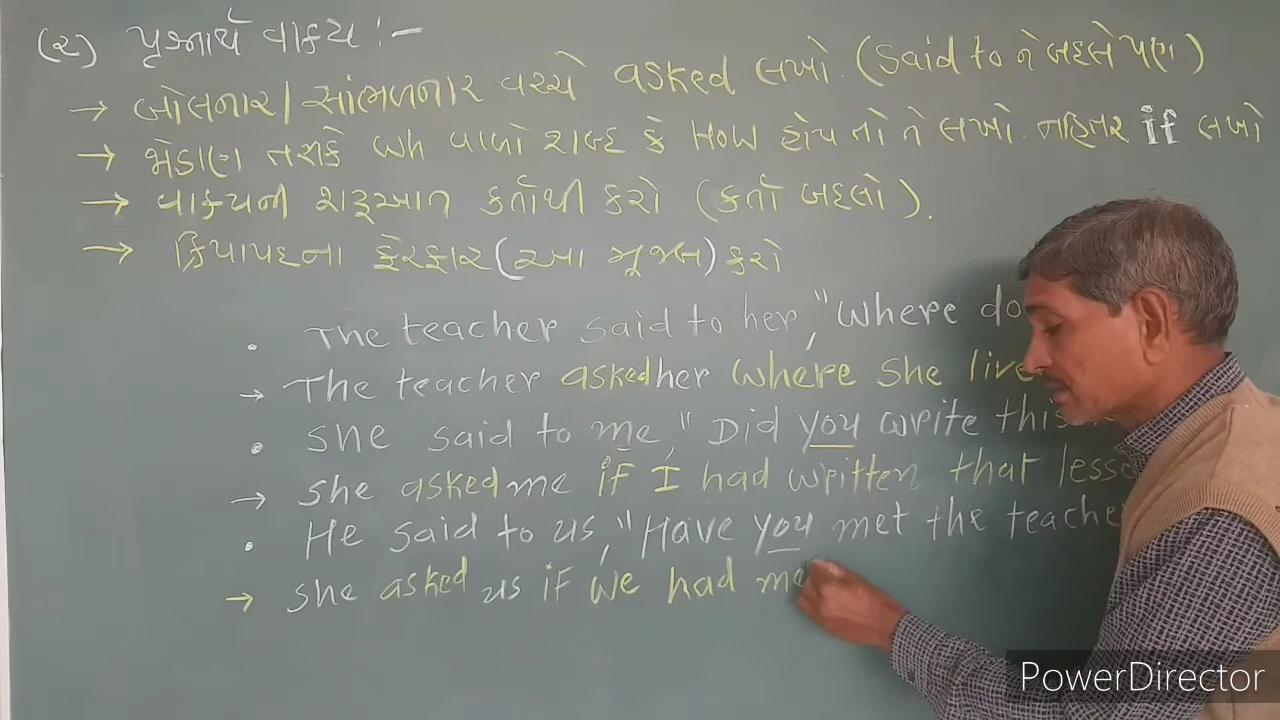 (૨) પ્રશ્નાર્થ વાક્ય :-
→ બોલનાર/સાંભળનાર વચ્ચે asked લખો. (said to ને બદલે પણ)
→ જોડાણ તરીકે wh વાળો શબ્દ કે How હોય તો તે લખો. નહિતર if લખો
→ વાક્યની શરૂઆત કર્તાથી કરો (કર્તા બદલો).
→ ક્રિયાપદના ફેરફાર (આ મૂજબ) કરો
• The teacher said to her, "Where do
→ The teacher asked her where she live
• She said to me, "Did you write this
→ She asked me if I had written that less
• He said to us, "Have you met the teache
→ She asked us if we had me
PowerDirector